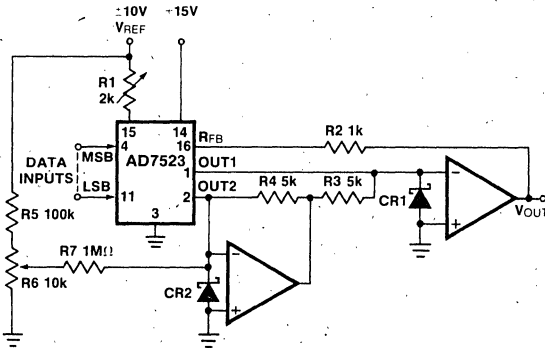 ±10V
VREF
+15V
R1
2k
15
14
4
MSB
16
RFB
R2 1k
AD7523
OUT1
1
DATA
INPUTS
LSB
11
OUT2
2
3
R4 5k
R3 5k
CR1
−
+
VOUT
R5 100k
R7 1MΩ
R6 10k
CR2
−
+